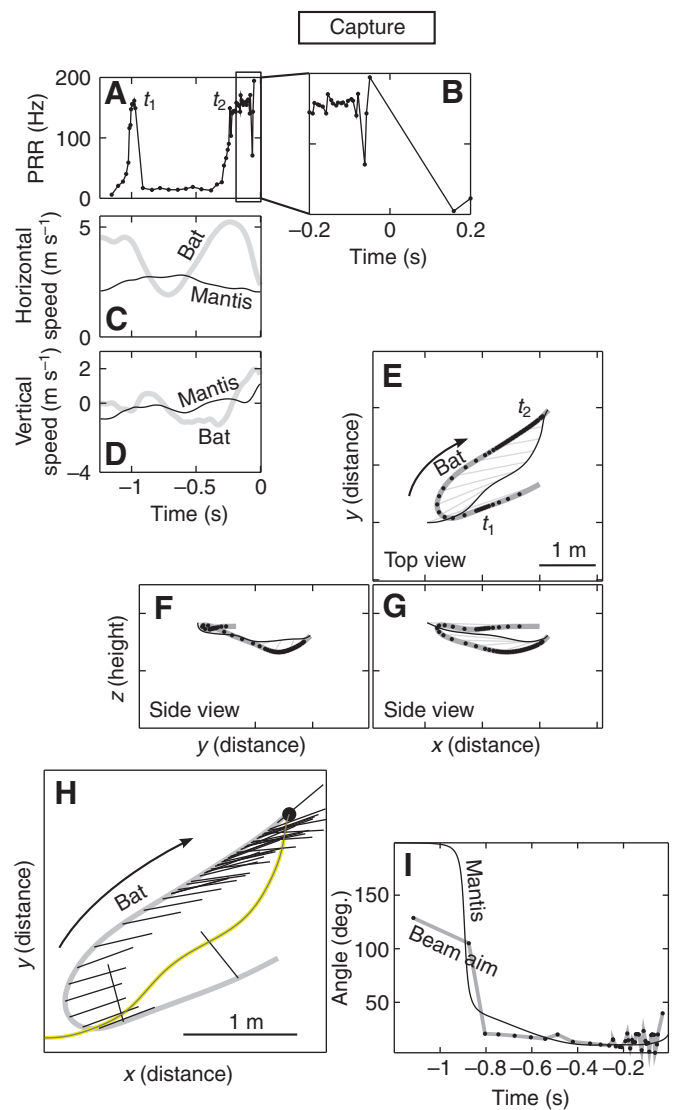 Capture
A
t1
t2
B
200
100
0
PRR (Hz)
−0.2
0
0.2
Time (s)
C
5
0
Horizontal
speed (m s−1)
Bat
Mantis
D
2
0
−4
Vertical
speed (m s−1)
Mantis
Bat
−1
−0.5
0
Time (s)
E
t2
Bat
t1
y (distance)
Top view
1 m
F
z (height)
Side view
y (distance)
G
Side view
x (distance)
H
Bat
y (distance)
1 m
x (distance)
I
Mantis
Beam aim
150
100
50
Angle (deg.)
−1
−0.8
−0.6
−0.4
−0.2
Time (s)